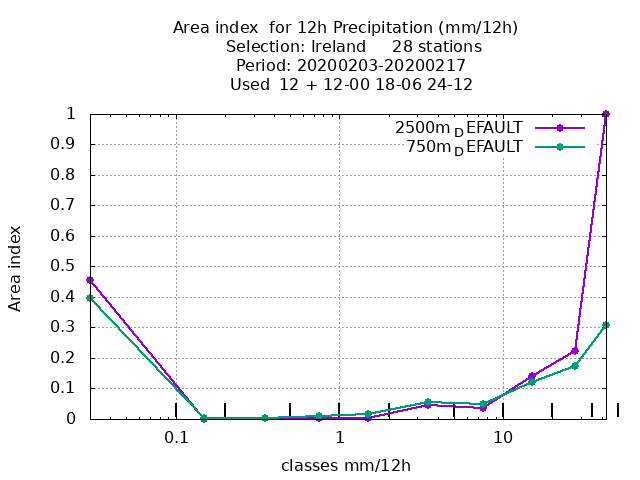 Area index  for 12h Precipitation (mm/12h)
Selection: Ireland     28 stations
Period: 20200203-20200217
Used  12 + 12-00 18-06 24-12
2500m_DEFAULT
750m_DEFAULT
1
0.9
0.8
0.7
0.6
0.5
0.4
0.3
0.2
0.1
0
Area index
0.1 1 10
classes mm/12h